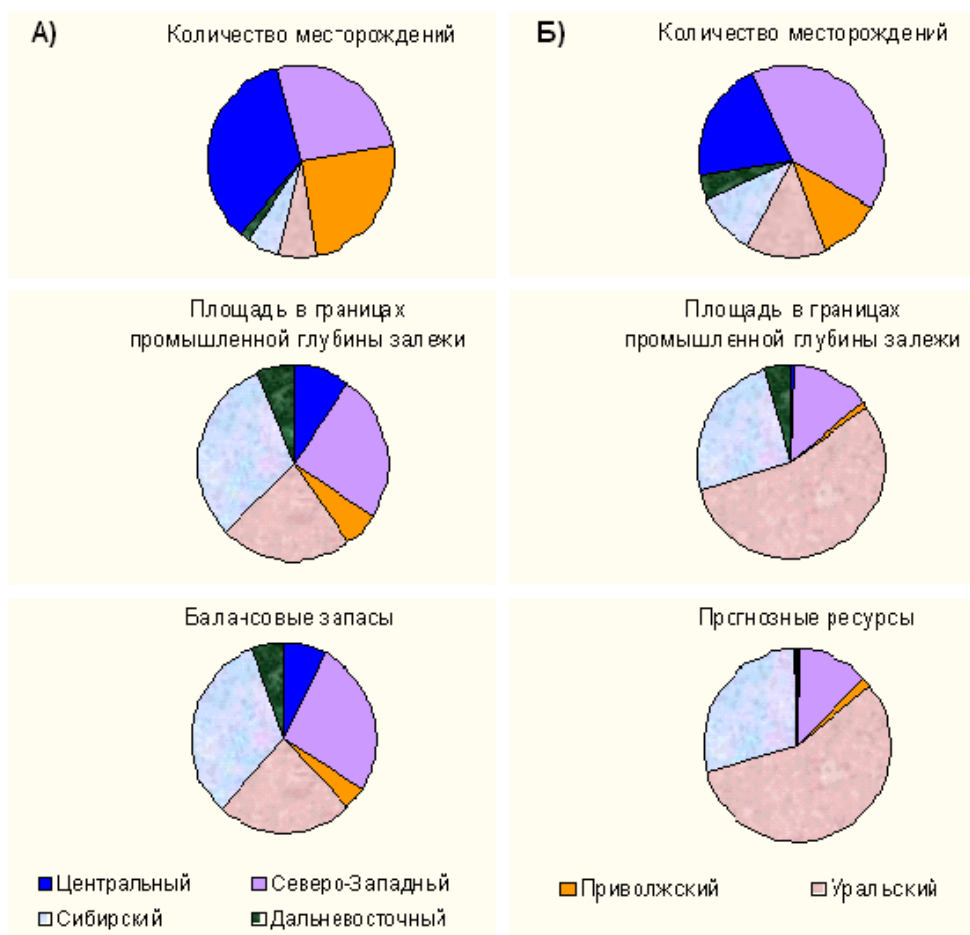 А)
Количество месторождений
Б)
Количество месторождений
Площадь в границах
промышленной глубины залежи
Площадь в границах
промышленной глубины залежи
Балансовые запасы
Прогнозные ресурсы
Центральный
Северо-Западный
Приволжский
Уральский
Сибирский
Дальневосточный